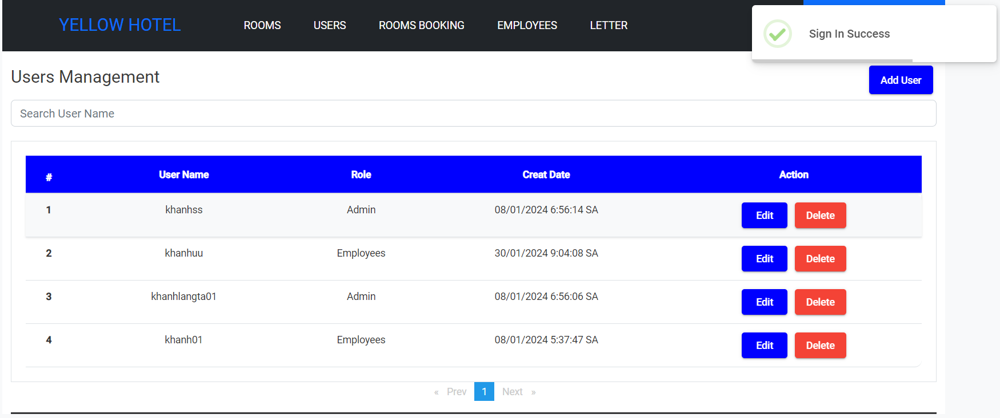 YELLOW HOTEL ROOMS USERS ROOMS BOOKING EMPLOYEES LETTER
Sign In Success
Users Management
Add User
Search User Name
# User Name Role Creat Date Action
1 khanhss Admin 08/01/2024 6:56:14 SA Edit Delete
2 khanhuu Employees 30/01/2024 9:04:08 SA Edit Delete
3 khanhlangta01 Admin 08/01/2024 6:56:06 SA Edit Delete
4 khanh01 Employees 08/01/2024 5:37:47 SA Edit Delete
« Prev 1 Next »